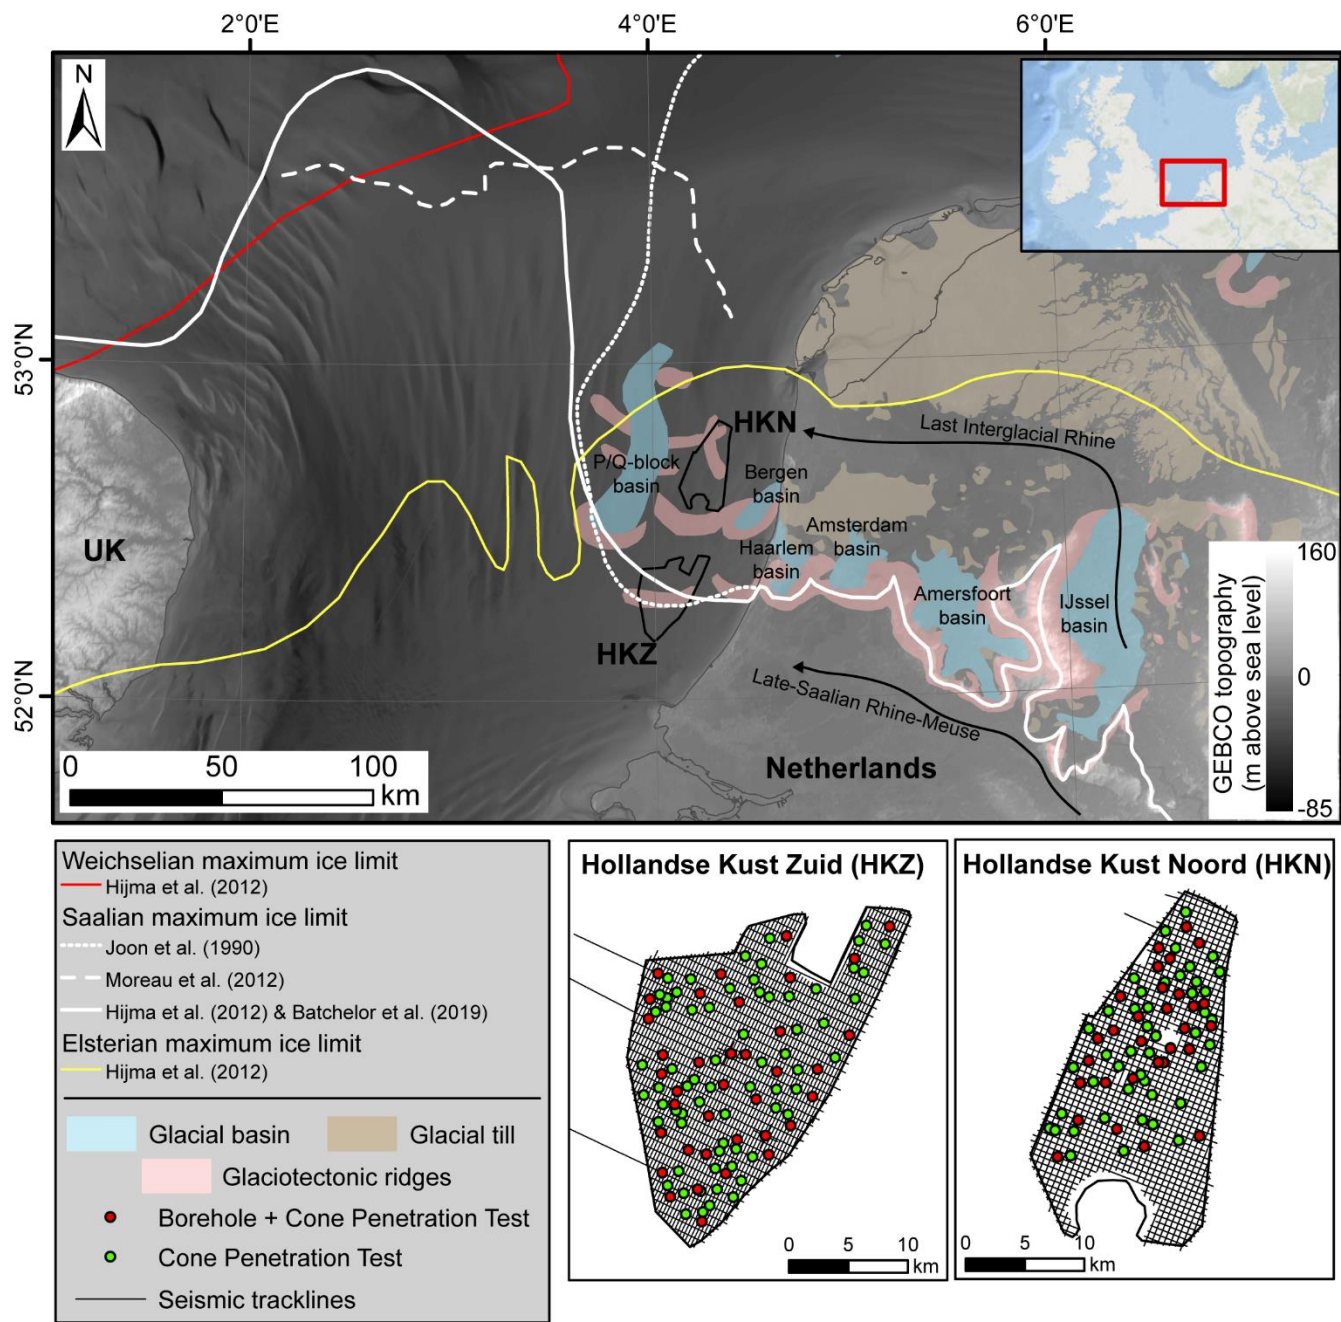 2°0'E
4°0'E
6°0'E
N
53°0'N
52°0'N
HKN
Last Interglacial Rhine
P/Q-block
basin
Bergen
basin
Amsterdam
basin
Haarlem
basin
Amersfoort
basin
IJssel
basin
UK
HKZ
Late-Saalian Rhine-Meuse
Netherlands
0
50
100
km
GEBCO topography
(m above sea level)
160
0
-85
Weichselian maximum ice limit
Hijma et al. (2012)
Saalian maximum ice limit
Joon et al. (1990)
Moreau et al. (2012)
Hijma et al. (2012) & Batchelor et al. (2019)
Elsterian maximum ice limit
Hijma et al. (2012)
Glacial basin
Glacial till
Glaciotectonic ridges
Borehole + Cone Penetration Test
Cone Penetration Test
Seismic tracklines
Hollandse Kust Zuid (HKZ)
0 5 10
km
Hollandse Kust Noord (HKN)
0 5 10
km